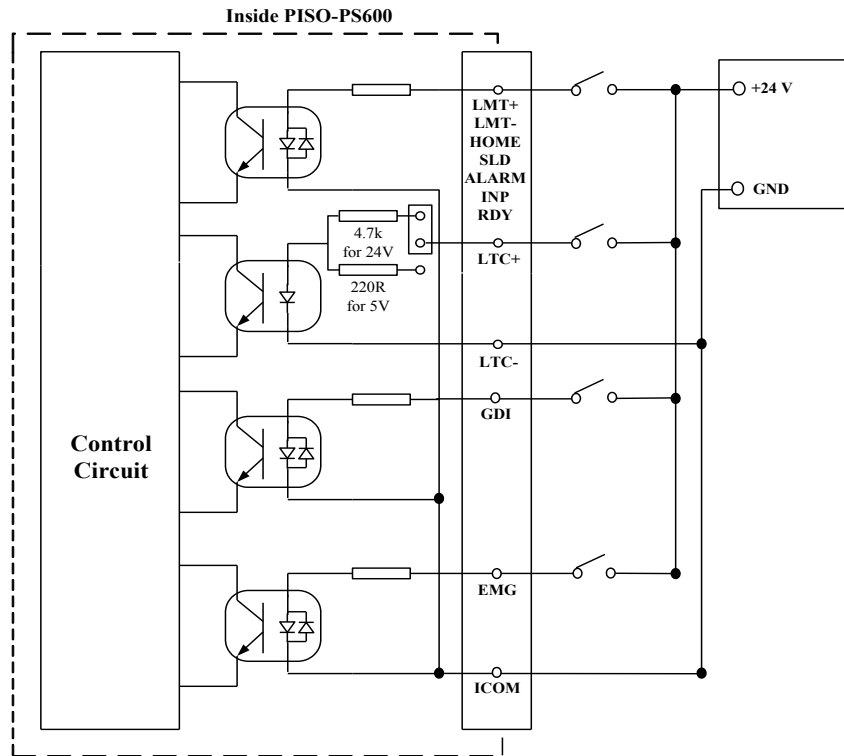 Inside PISO-PS600
+24 V
LMT+
LMT-
HOME
SLD
ALARM
INP
RDY
GND
4.7k
for 24V
LTC+
220R
for 5V
LTC-
GDI
Control
Circuit
EMG
ICOM